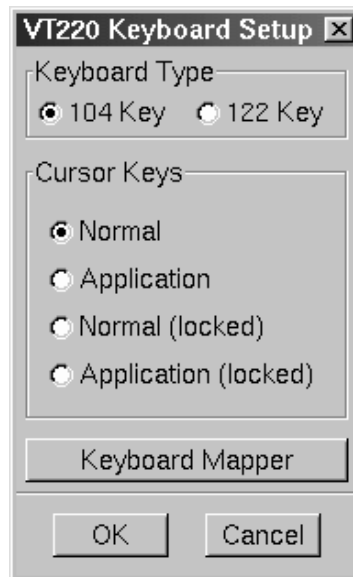 VT220 Keyboard Setup
Keyboard Type
104 Key 122 Key
Cursor Keys
Normal
Application
Normal (locked)
Application (locked)
Keyboard Mapper
OK Cancel